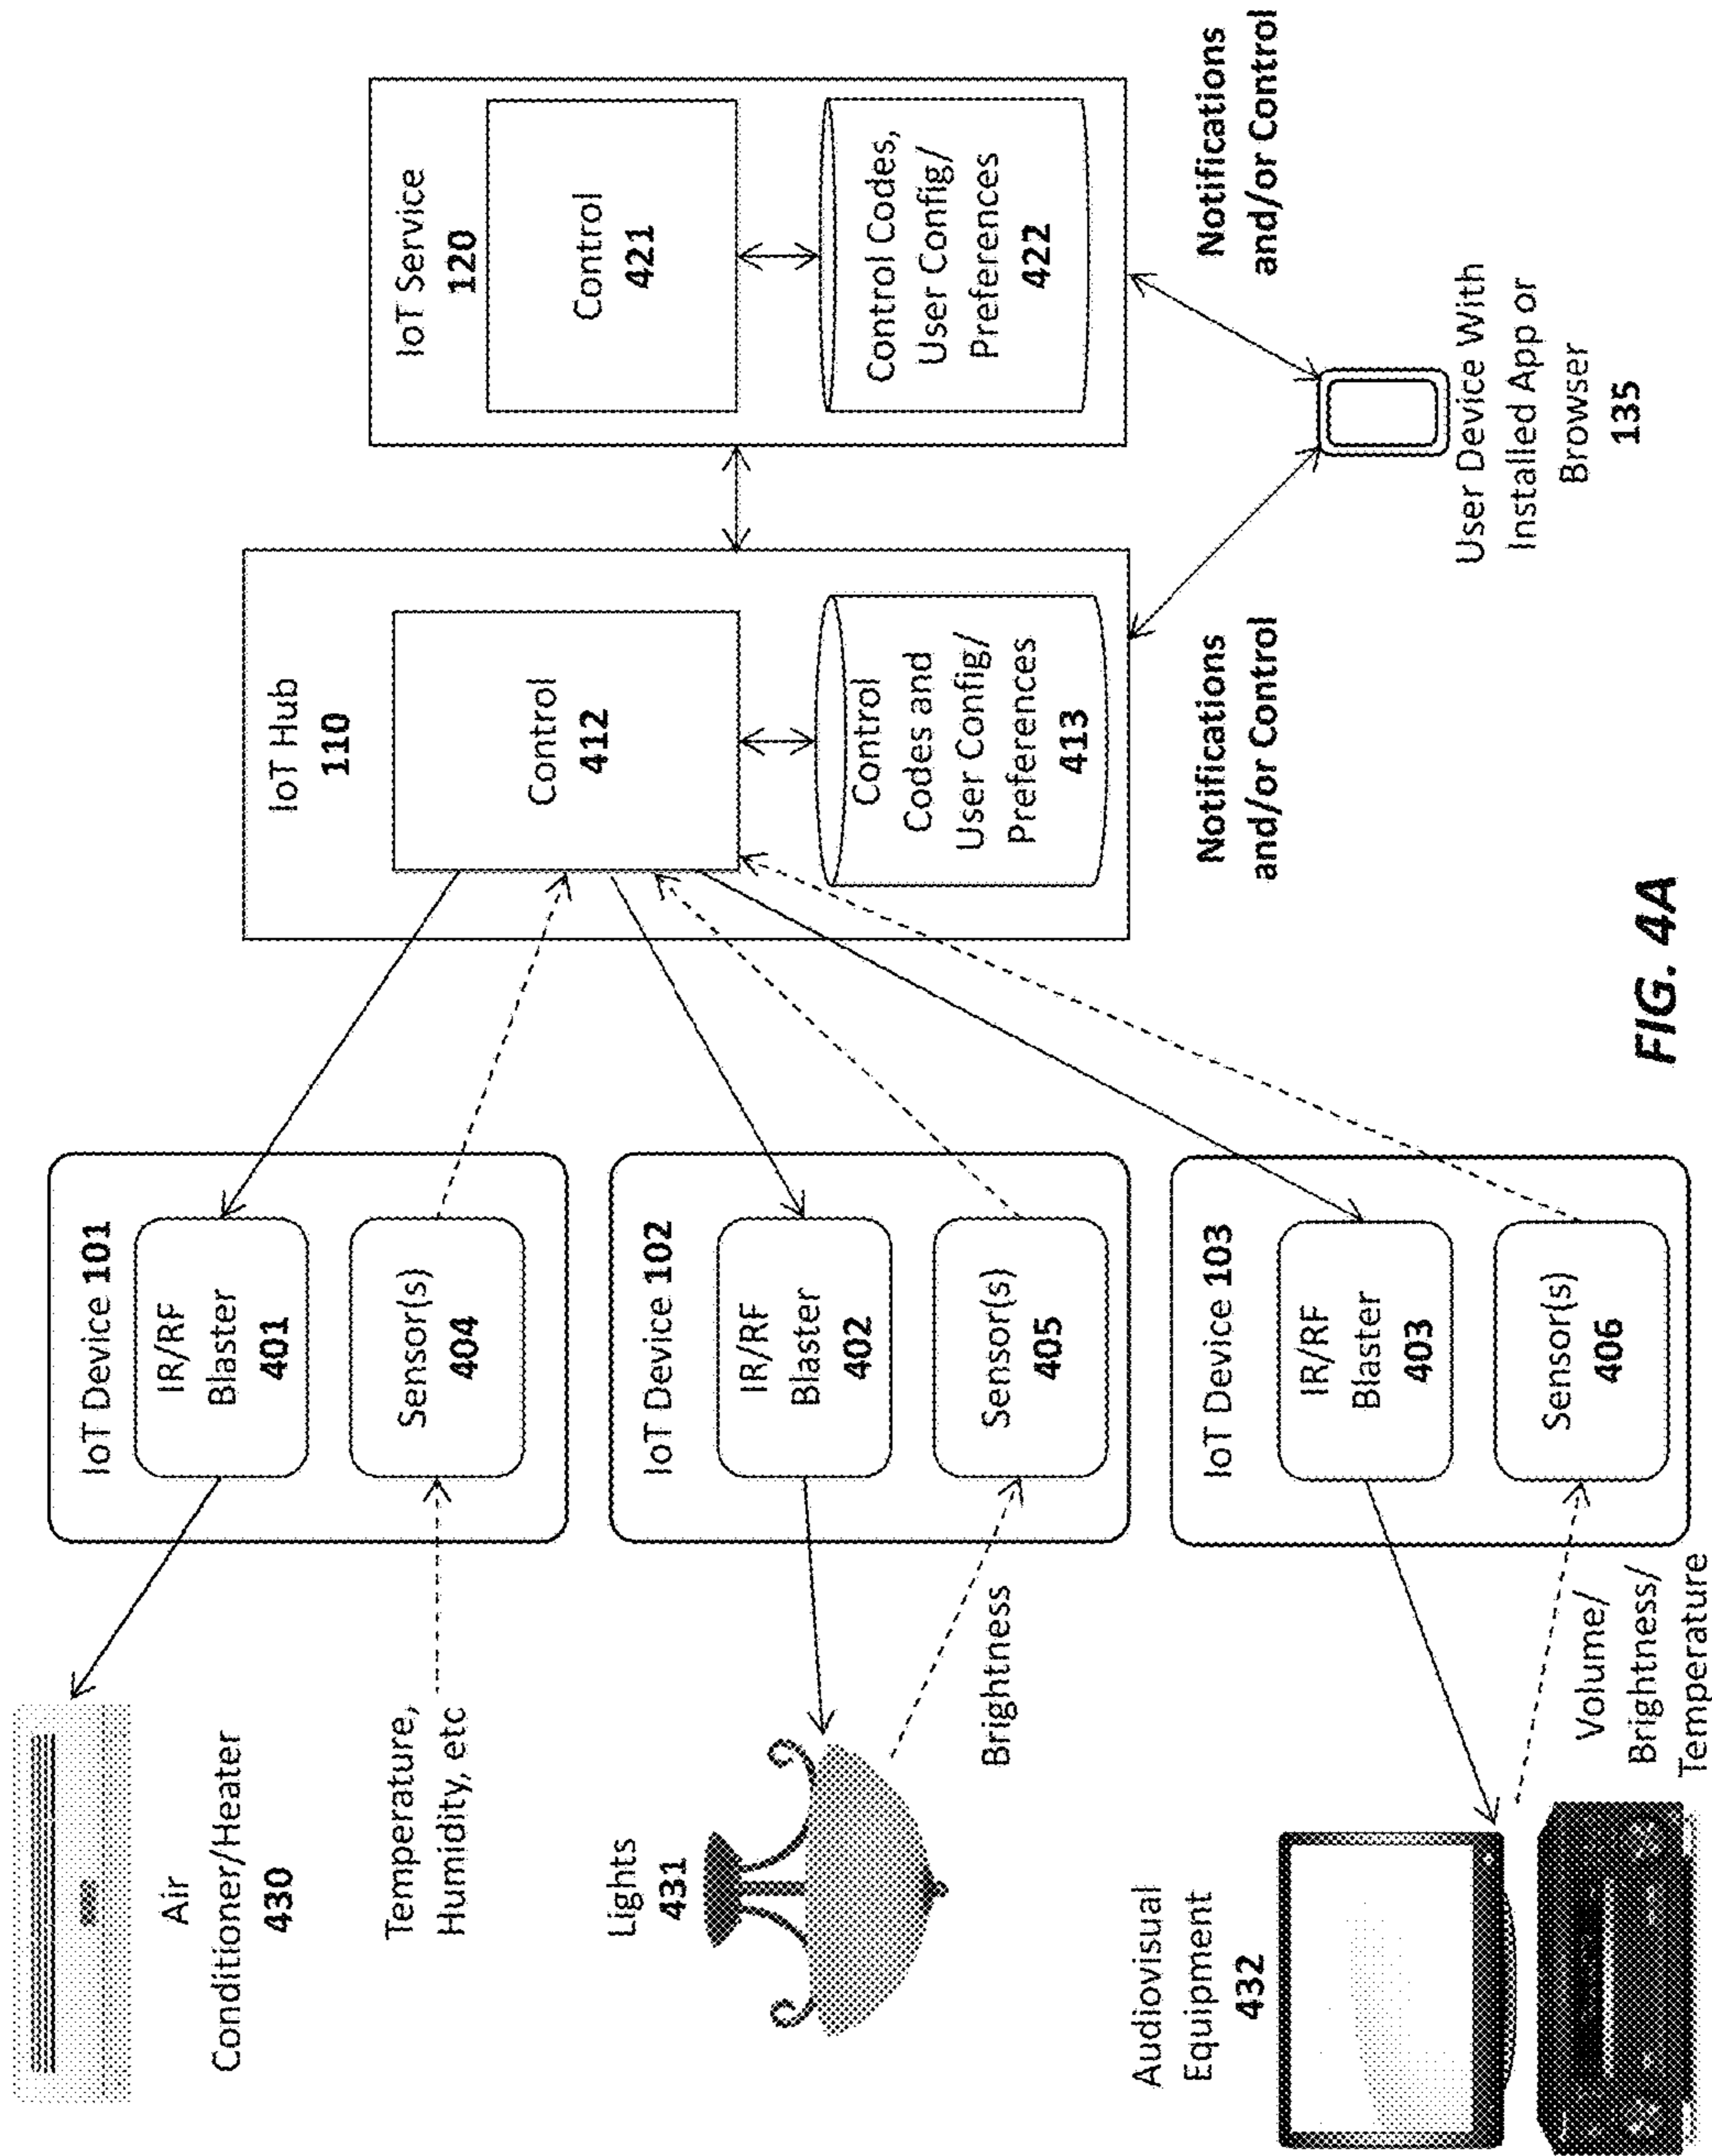 Air
Conditioner/Heater
430
Temperature,
Humidity, etc
Lights
431
Brightness
Audiovisual
Equipment
432
Volume/
Brightness/
Temperature
IoT Device 101
IR/RF
Blaster
401
Sensor(s)
404
IoT Device 102
IR/RF
Blaster
402
Sensor(s)
405
IoT Device 103
IR/RF
Blaster
403
Sensor(s)
406
IoT Hub
110
Control
412
Control
Codes and
User Config/
Preferences
413
Notifications
and/or Control
IoT Service
120
Control
421
Control Codes,
User Config/
Preferences
422
Notifications
and/or Control
User Device With
Installed App or
Browser
135
FIG. 4A